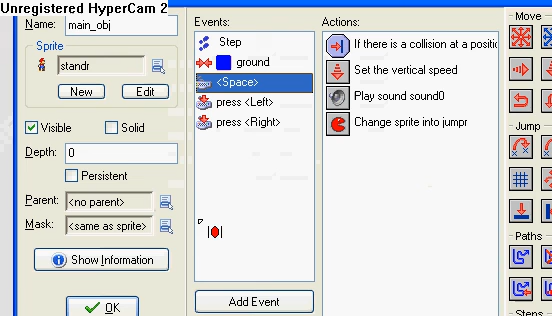 Unregistered HyperCam 2
Name: main_obj
Events:
Actions:
Move
Sprite
standr
New
Edit
Visible
Solid
Depth: 0
Persistent
Parent: <no parent>
Mask: <same as sprite>
Show Information
OK
Step
ground
<Space>
press <Left>
press <Right>
Add Event
If there is a collision at a positic
Set the vertical speed
Play sound sound0
Change sprite into jumpr
Jump
Paths
Steps